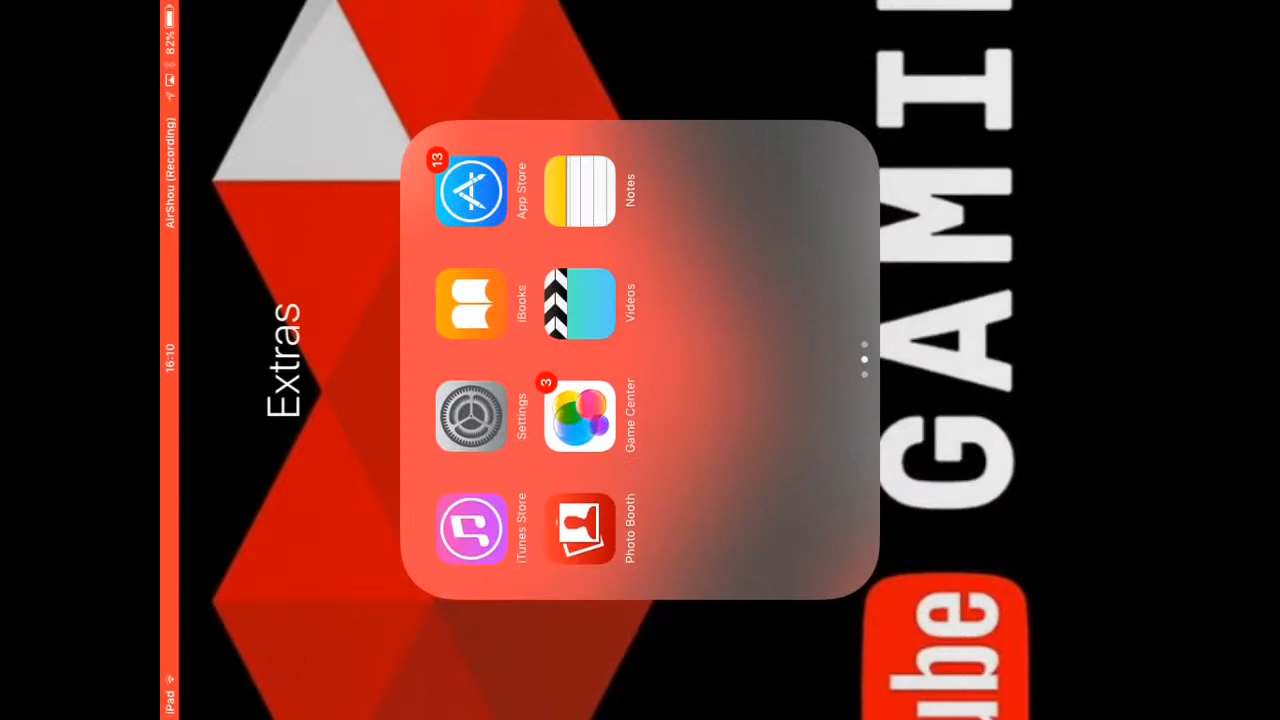 iPad
16:10
AirShou (Recording)
82%
Extras
iTunes Store
Settings
iBooks
13
App Store
Photo Booth
3
Game Center
Videos
Notes
ube
GAMI